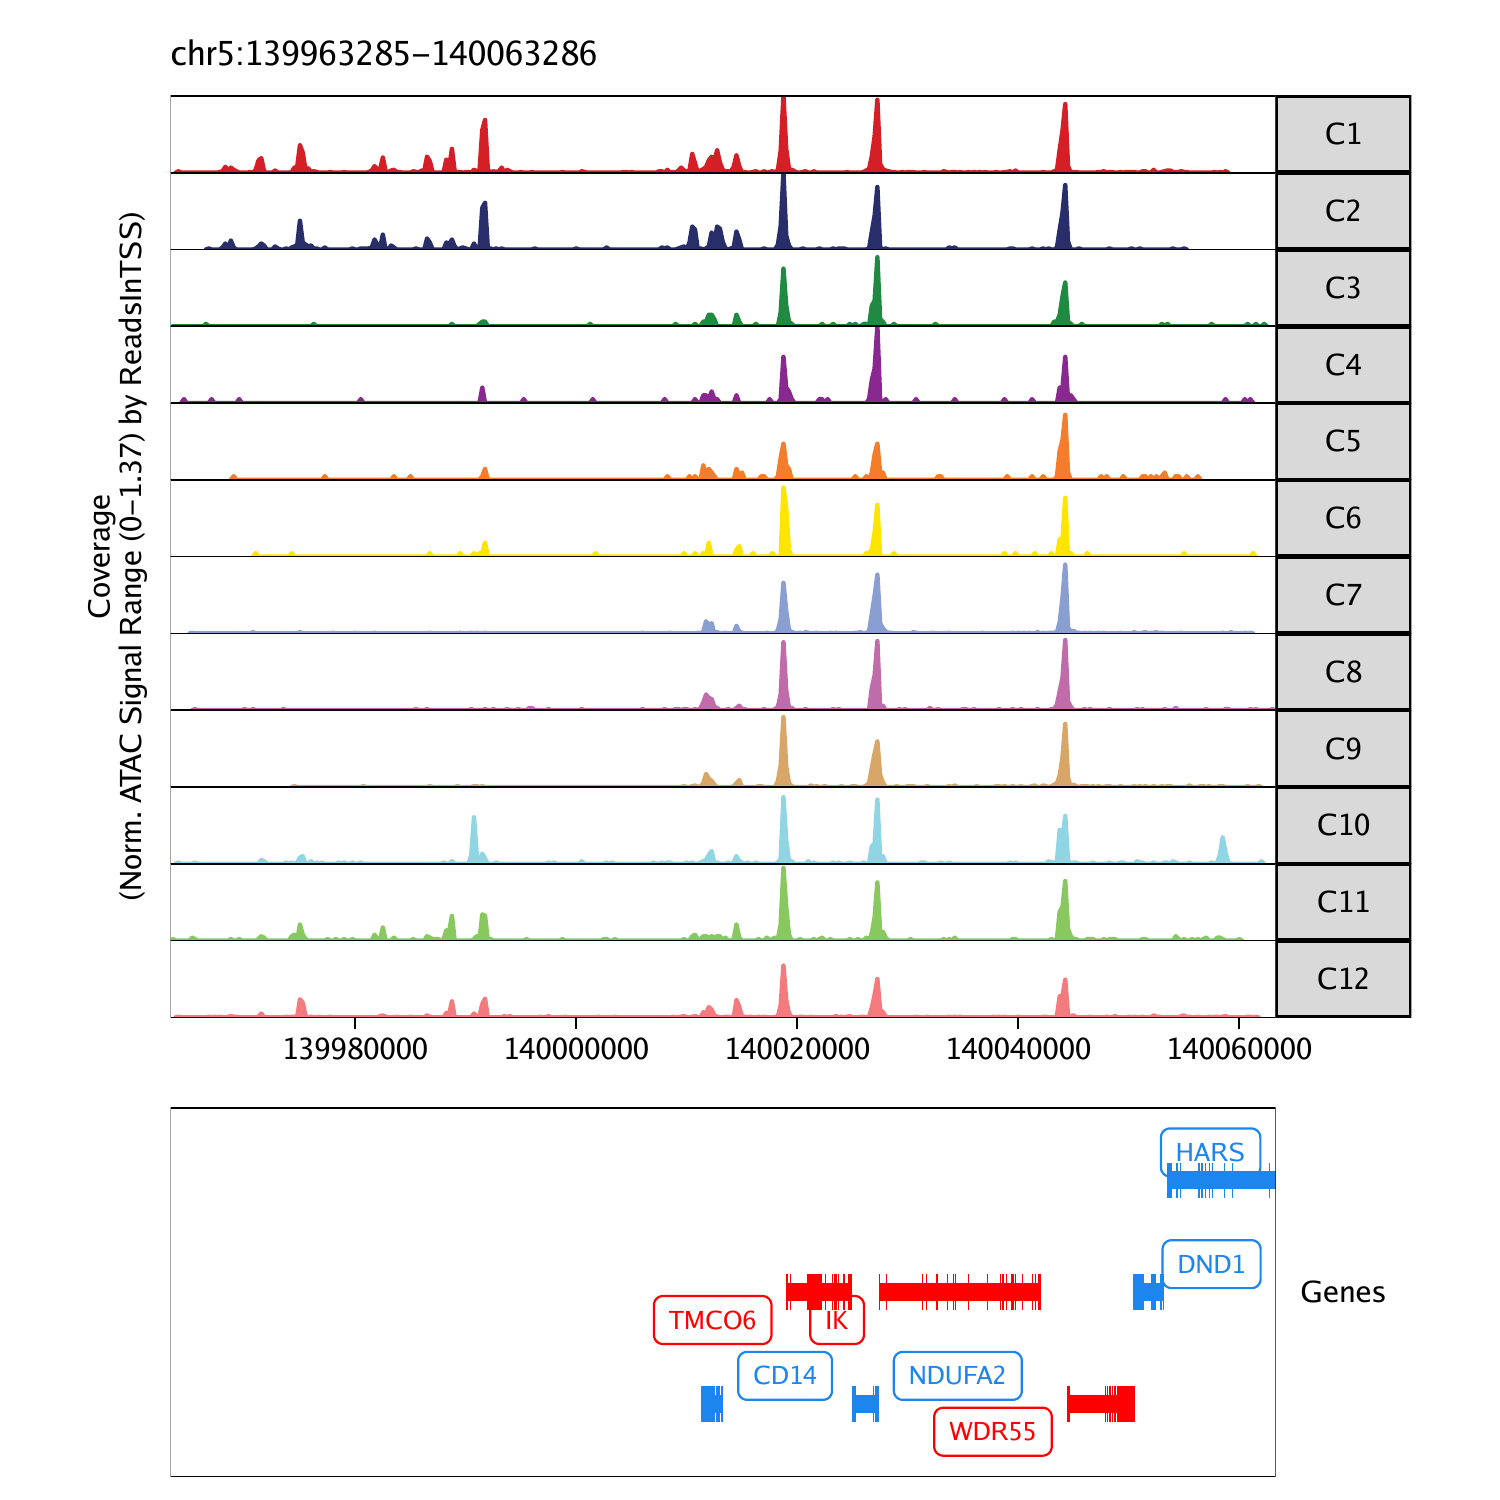 chr5:139963285−140063286
Coverage
(Norm. ATAC Signal Range (0−1.37) by ReadsInTSS)
C1
C2
C3
C4
C5
C6
C7
C8
C9
C10
C11
C12
139980000 140000000 140020000 140040000 140060000
HARS
DND1
Genes
TMCO6 IK
CD14 NDUFA2
WDR55